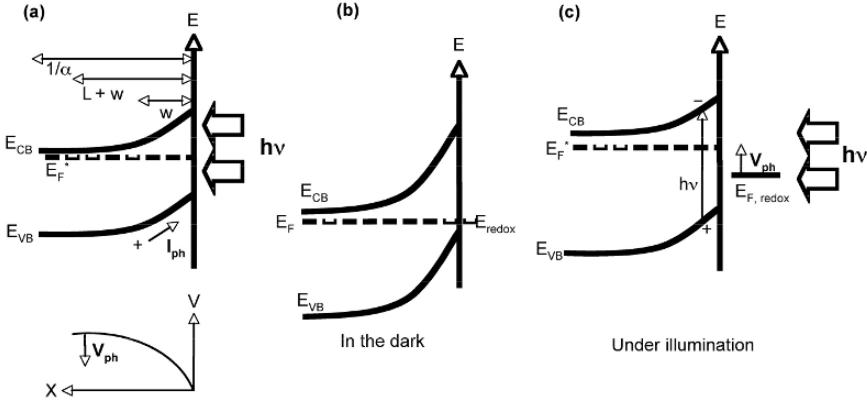 (a)
E
1/α
L + w
w
E_CB
E_F*
hν
E_VB
+
I_ph
V
V_ph
X
(b)
E
E_CB
E_F
E_redox
E_VB
In the dark
(c)
E
−
E_CB
E_F*
V_ph
hν
hν
E_F, redox
+
E_VB
Under illumination